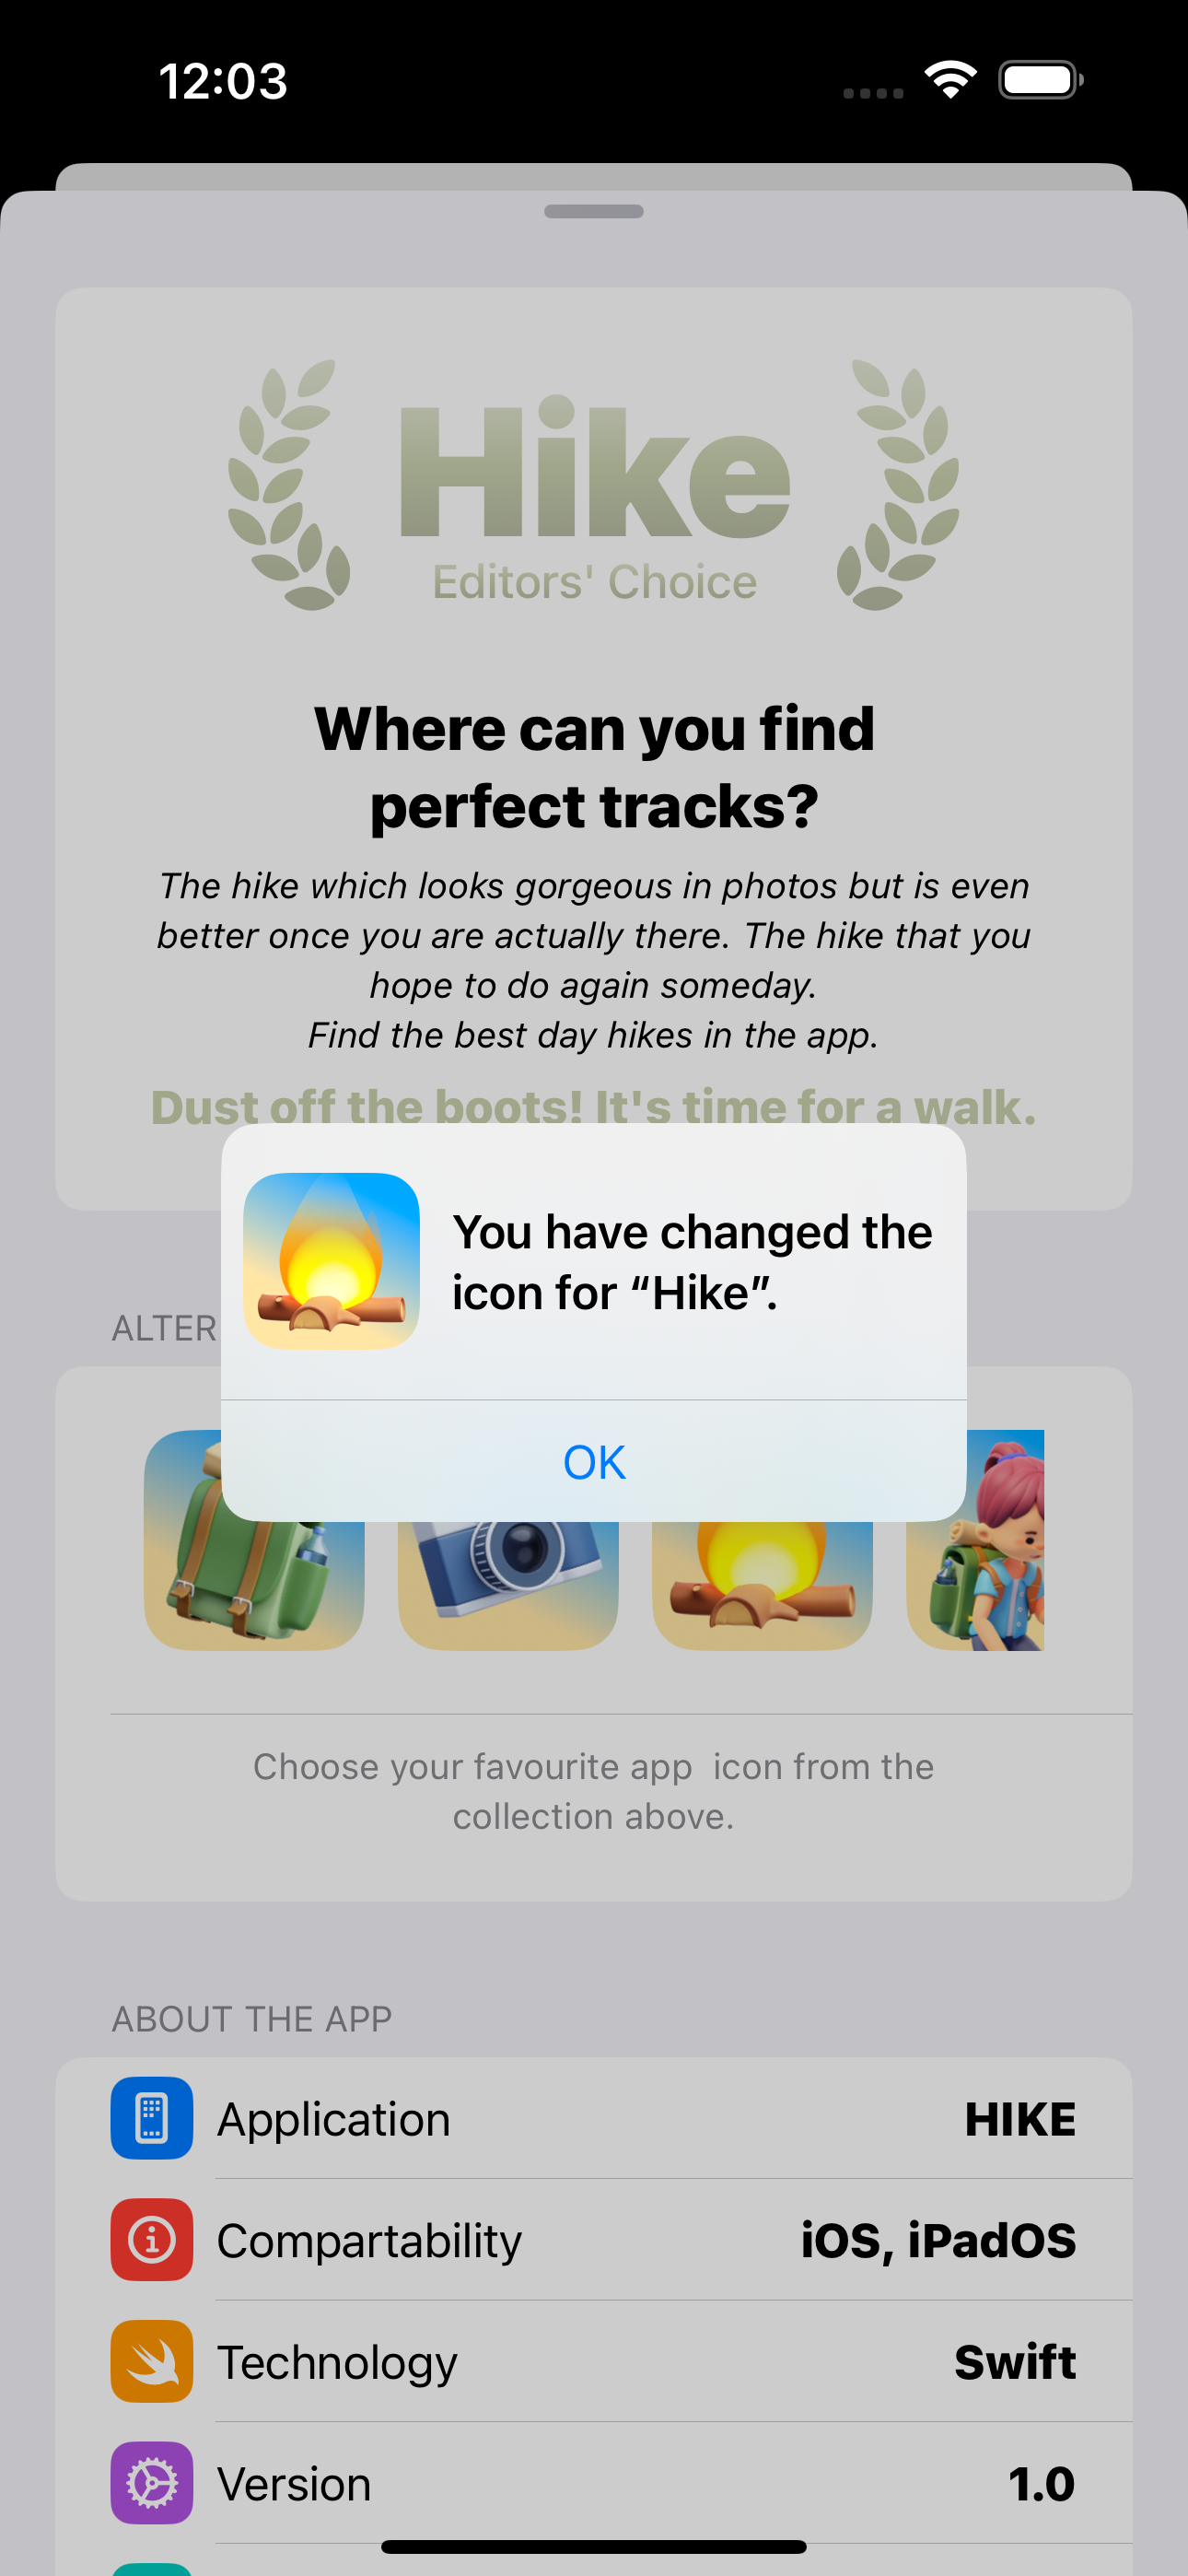 12:03
Hike
Editors' Choice
Where can you find
perfect tracks?
The hike which looks gorgeous in photos but is even
better once you are actually there. The hike that you
hope to do again someday.
Find the best day hikes in the app.
Dust off the boots! It's time for a walk.
You have changed the
icon for “Hike”.
ALTER
OK
Choose your favourite app  icon from the
collection above.
ABOUT THE APP
Application HIKE
Compartability iOS, iPadOS
Technology Swift
Version 1.0